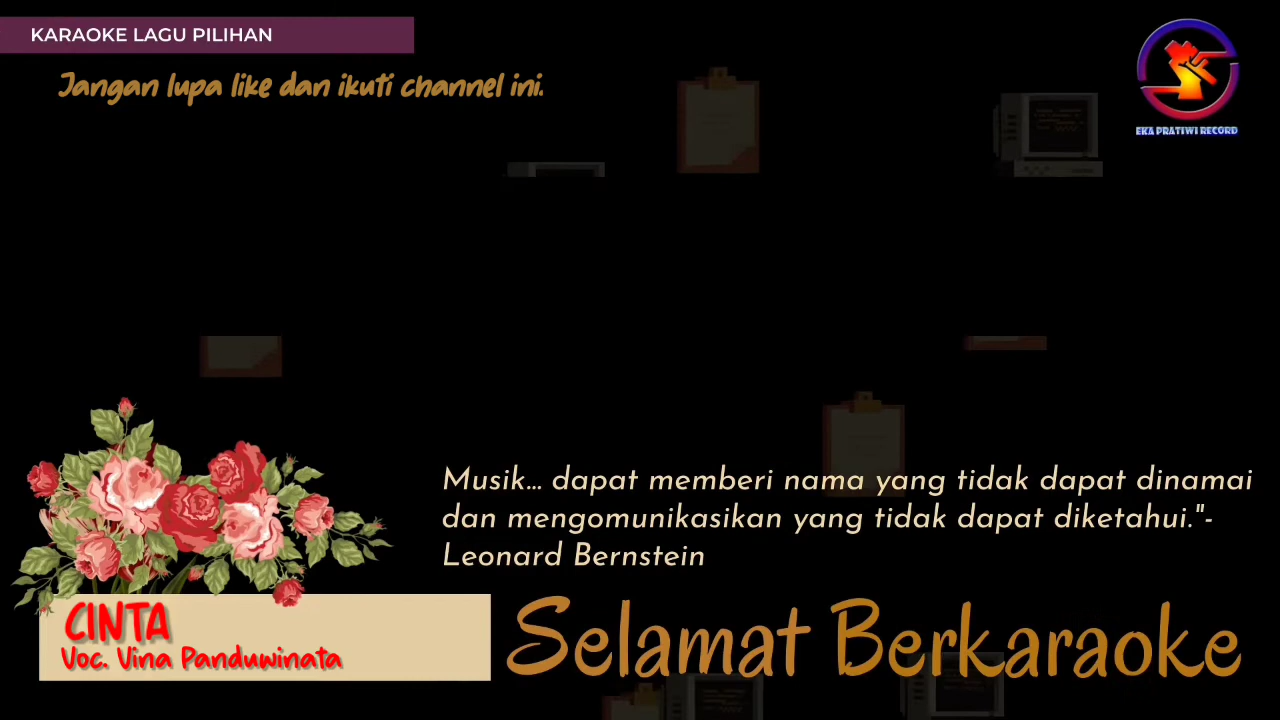 KARAOKE LAGU PILIHAN
Jangan lupa like dan ikuti channel ini.
EKA PRATIWI RECORD
Musik... dapat memberi nama yang tidak dapat dinamai
dan mengomunikasikan yang tidak dapat diketahui."-
Leonard Bernstein
CINTA
Voc. Vina Panduwinata
Selamat Berkaraoke